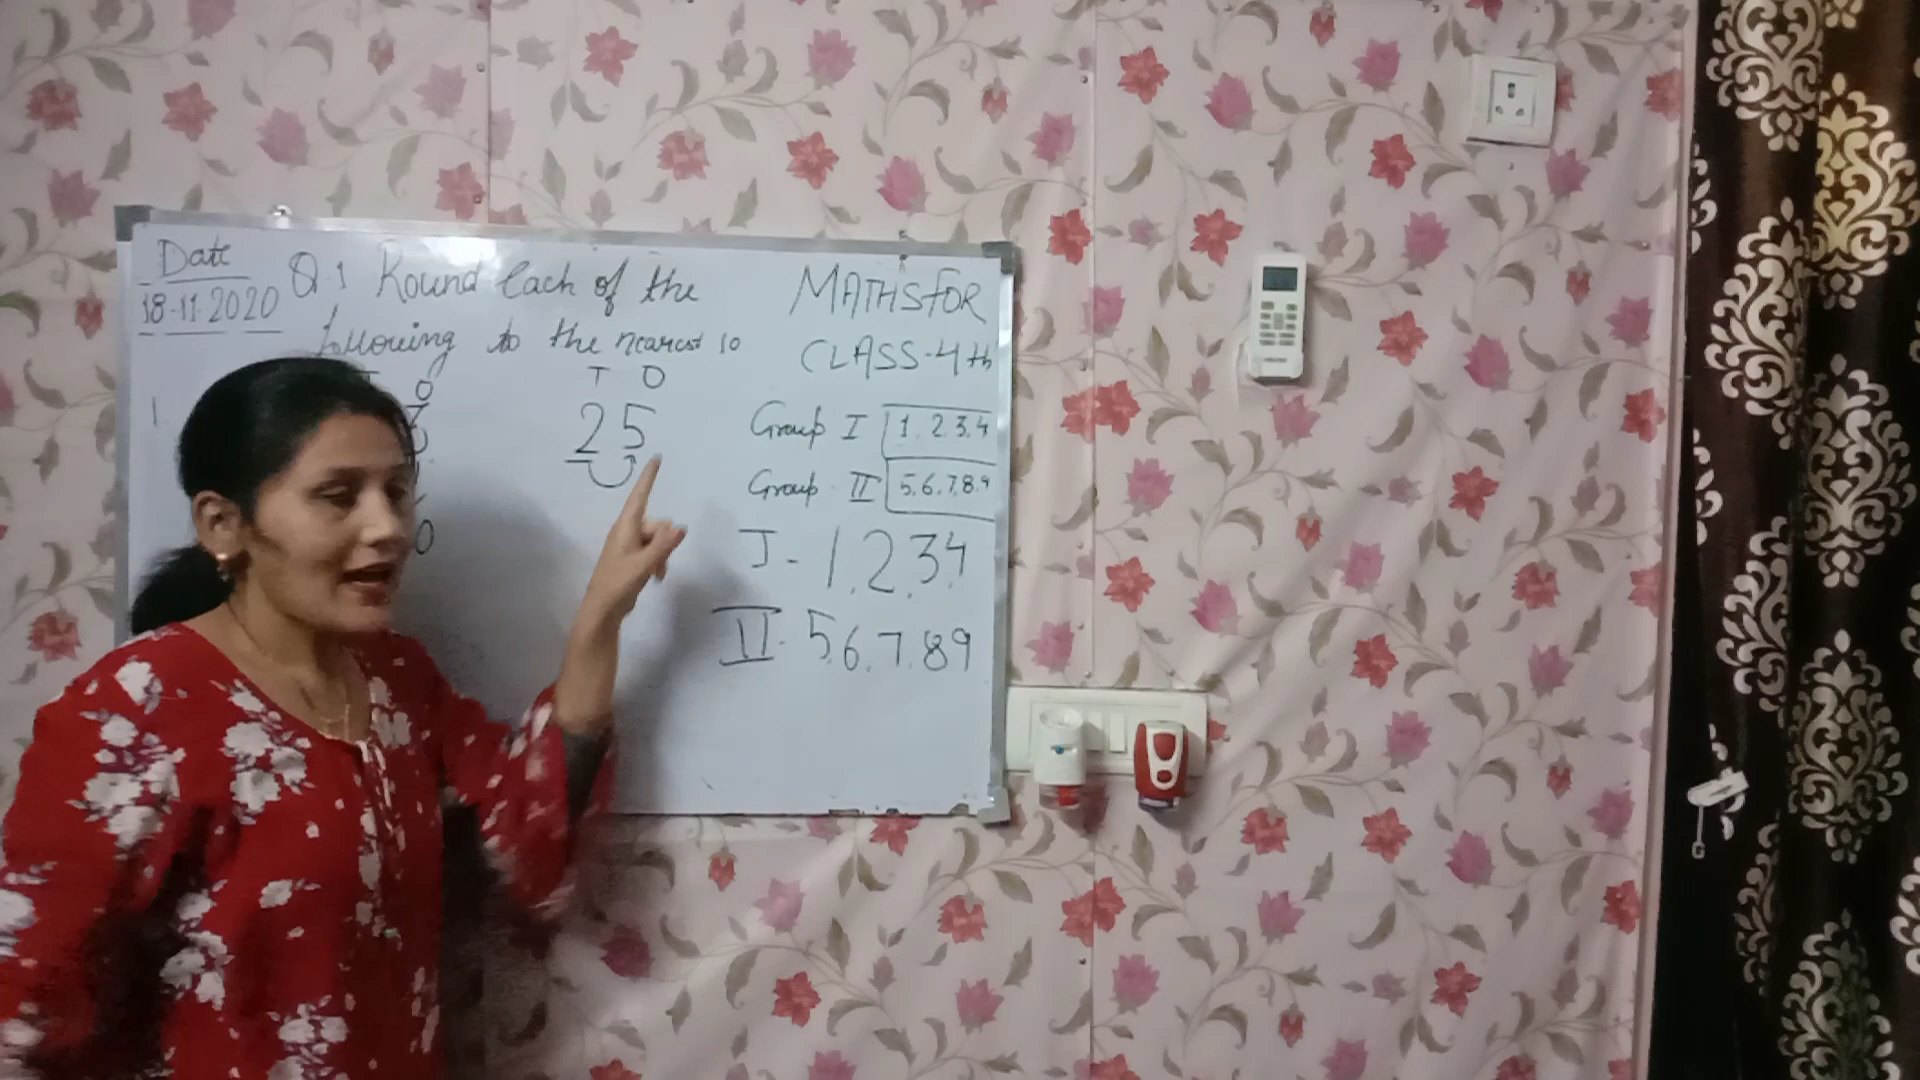 Date
18-11-2020
Q1 Round Each of the
following to the nearest 10
T O
25
O
1.
0
MATHS FOR
CLASS-4th
Group I 1, 2, 3, 4
Group - II 5, 6, 7, 8, 9
I - 1, 2, 3, 4
II - 5, 6, 7, 8 9